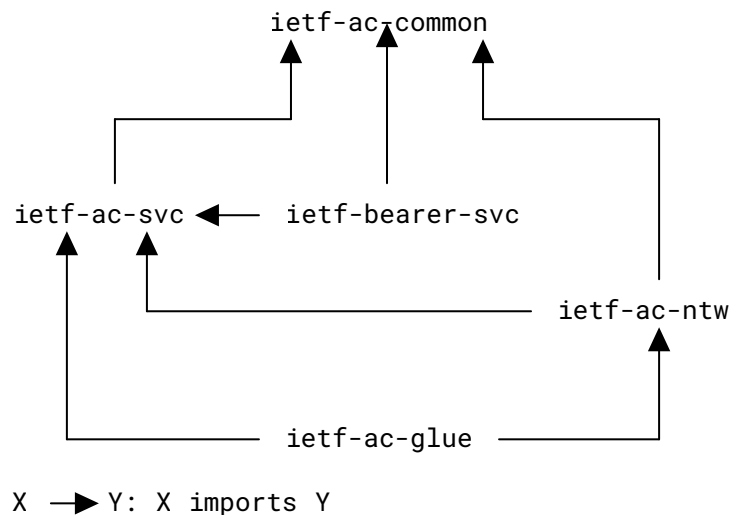 ietf-ac-common
ietf-ac-svc ietf-bearer-svc
ietf-ac-ntw
ietf-ac-glue
X Y: X imports Y